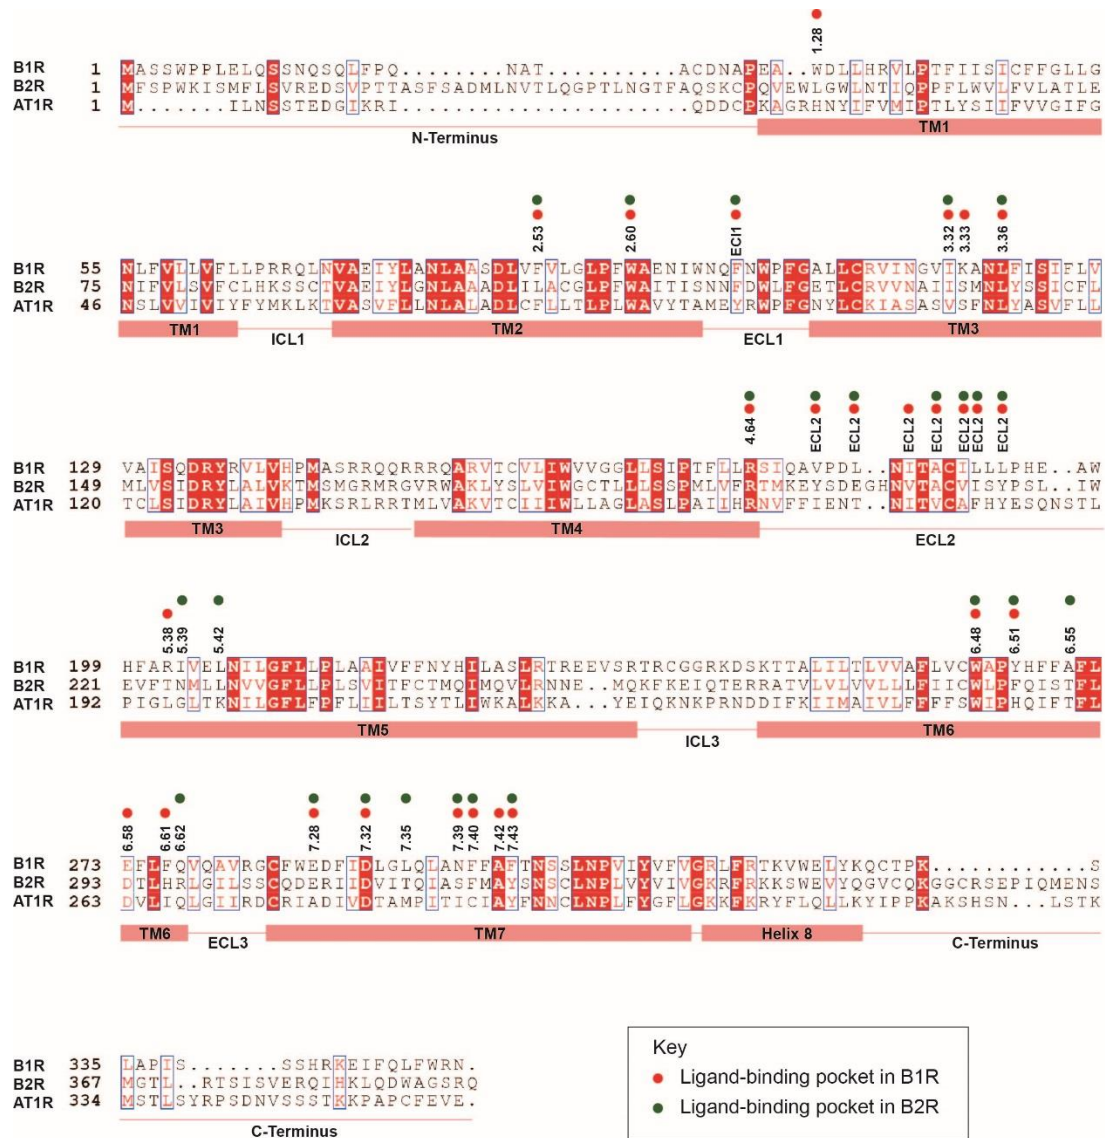 1.28
B1R 1 MASSWPPLELQSSNQSQLFPQ........NAT..........ACDNAPEA..WDLLHRVLPTFIISICFFGLLG
B2R 1 MFSPWKISMFLSVREDSVPTTASFSADMLNVTLQGPTLNGTFAQSKCPQVEWLGWLNTIQPPFLWVLFVLATLE
AT1R 1 M.......ILNSSTEDGIKRI......................QDDCPKAGRHNYIFVMIPTLYSIIFVVGIFG
N-Terminus TM1
2.53 2.60 ECl1 3.32 3.33 3.36
B1R 55 NLFVLLVFLLPRRQLNVAEIYLANLAASDLVFVLGLPFWAENIWNQFNWPFGALLCRVINGVIKANLFISIFLV
B2R 75 NIFVLSVFCLHKSSCTVAEIYLGNLAAADLILACGLPFWAITISNNFDWLFGETLCRVVNAIISMNLYSSICFL
AT1R 46 NSLVVIVIYFYMKLKTVASVFLLNLALADLCFLLTLPLWAVYTAMEYRWPFGNYLCKIASASVSFNLYASVFLL
TM1 ICL1 TM2 ECL1 TM3
4.64 ECL2 ECL2 ECL2 ECL2 ECL2 ECL2 ECL2
B1R 129 VAISQDRYRVLVHPMASRRQQRRRQARVTCVLIWVVGGLLSIPTFLLRSIQAVPDL..NITACILLLPHE..AW
B2R 149 MLVSIDRYLALVKTMSMGRMRGVRWAKLYSLVIWGCTLLLSSPMLVFRTMKEYSDEGHNVTACVISYPSL..IW
AT1R 120 TCLSIDRYLAIVHPMKSRLRRTMLVAKVTCIIIWLLAGLASLPAIIHRNVFFIENT..NITVCAFHYESQNSTL
TM3 ICL2 TM4 ECL2
5.38 5.39 5.42 6.48 6.51 6.55
B1R 199 HFARIVELNILGFLLPLAAIVFFNYHILASLRTREEVSRTRCGGRKDSKTTALILTLVVAFLVCWAPYHFFAFL
B2R 221 EVFTNMLLNVVGFLLPLSVITFCTMQIMQVLRNNE..MQKFKEIQTERRATVLVLVVLLLFIICWLPFQISTFL
AT1R 192 PIGLGLTKNILGFLFPFLIILTSYTLIWKALKKA...YEIQKNKPRNDDIFKIIMAIVLFFFFSWIPHQIFTFL
TM5 ICL3 TM6
6.58 6.61 6.62 7.28 7.32 7.35 7.39 7.40 7.42 7.43
B1R 273 EFLFQVQAVRGCFWEDFIDLGLQLANFFAFTNSSLNPVIYVFVGRLFRTKVWELYKQCTPK............S
B2R 293 DTLHRLGILSSCQDERIIDVITQIASFMAYSNSCLNPLVYVIVGKRFRKKSWEVYQGVCQKGGCRSEPIQMENS
AT1R 263 DVLIQLGIIRDCRIADIVDTAMPITICIAYFNNCLNPLFYGFLGKKFKRYFLQLLKYIPPKAKSHSN...LSTK
TM6 ECL3 TM7 Helix 8 C-Terminus
B1R 335 LAPIS.......SSHRKEIFQLFWRN.
B2R 367 MGTL..RTSISVERQIHKLQDWAGSRQ
AT1R 334 MSTLSYRPSDNVSSSTKKPAPCFEVE.
C-Terminus
Key
Ligand-binding pocket in B1R
Ligand-binding pocket in B2R